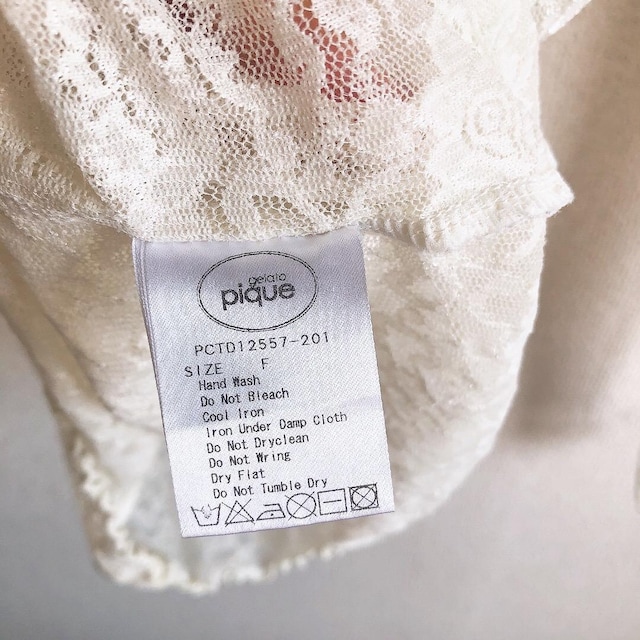 gelato
pique
PCTD12557-201
SIZE F
Hand Wash
Do Not Bleach
Cool Iron
Iron Under Damp Cloth
Do Not Dryclean
Do Not Wring
Dry Flat
Do Not Tumble Dry